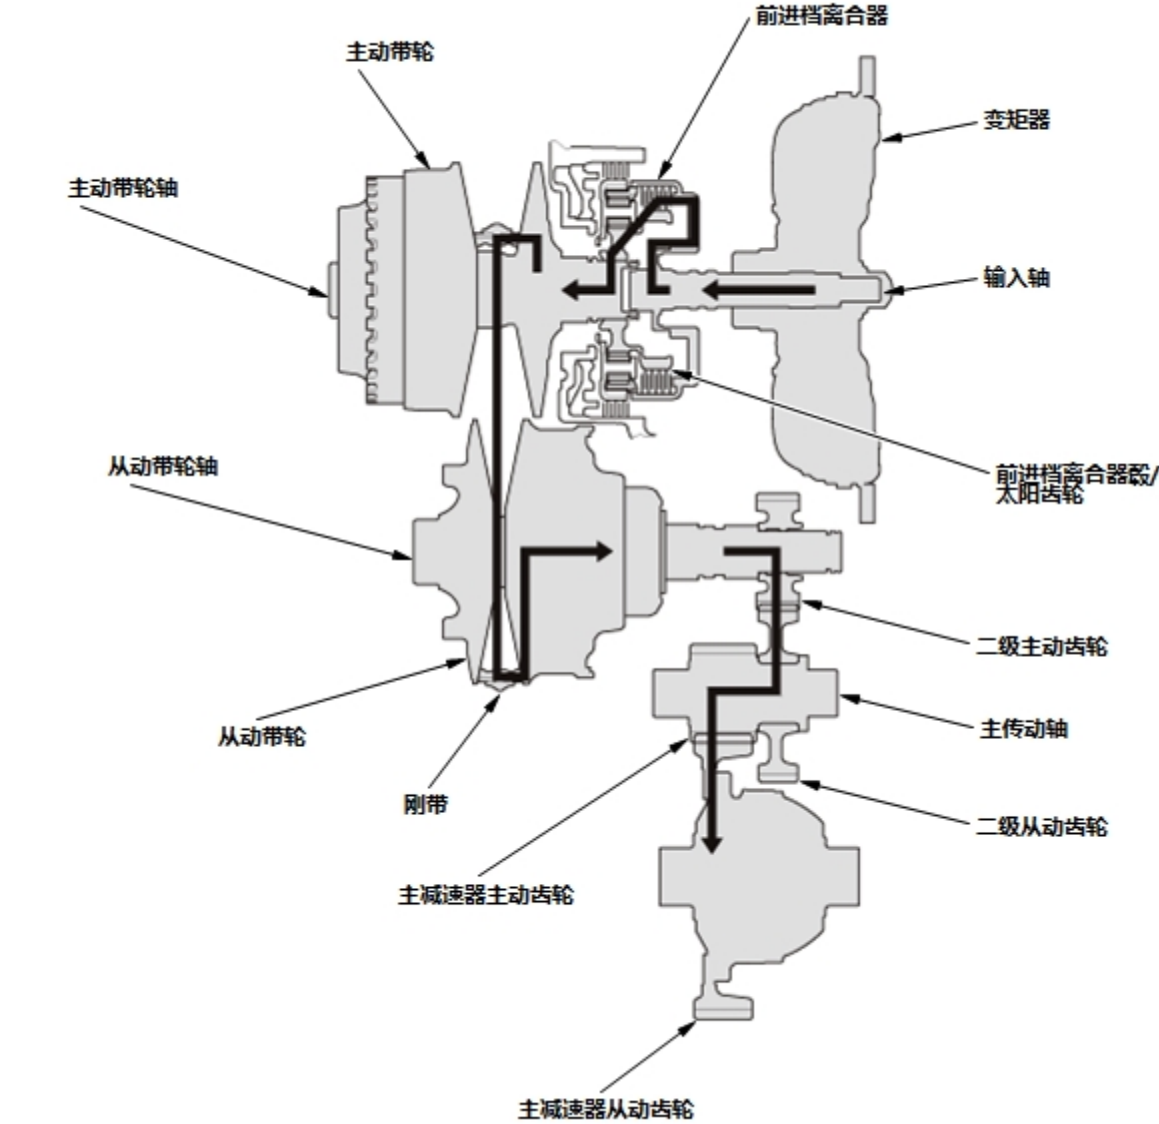 前进档离合器
主动带轮
变矩器
主动带轮轴
输入轴
从动带轮轴
前进档离合器毂/
太阳齿轮
二级主动齿轮
从动带轮
主传动轴
刚带
二级从动齿轮
主减速器主动齿轮
主减速器从动齿轮